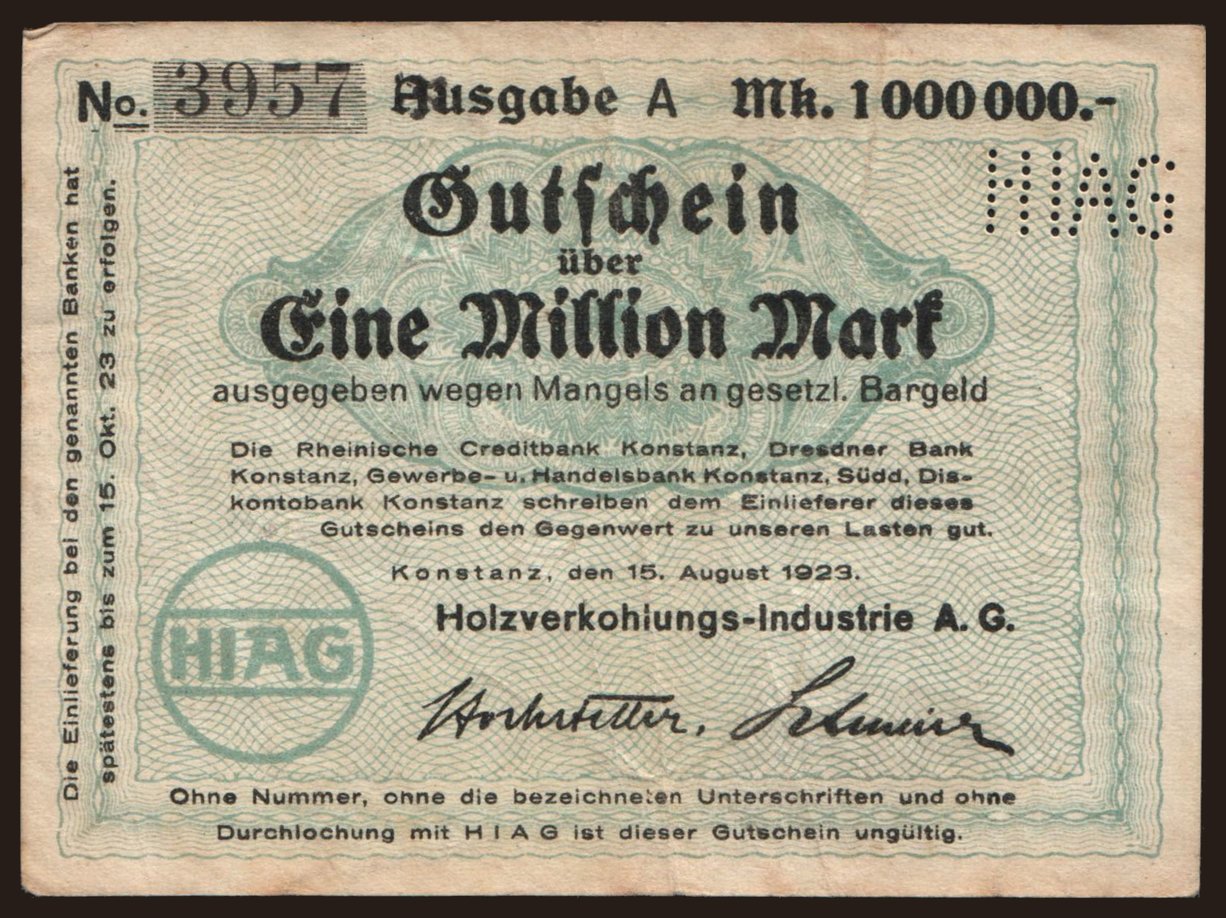 No. 3957 Ausgabe A Mk. 1000000.-
HIAG
Gutschein
über
Eine Million Mark
ausgegeben wegen Mangels an gesetzl. Bargeld
Die Rheinische Creditbank Konstanz, Dresdner Bank
Konstanz, Gewerbe- u. Handelsbank Konstanz, Südd. Dis-
kontobank Konstanz schreiben dem Einlieferer dieses
Gutscheins den Gegenwert zu unseren Lasten gut.
Konstanz, den 15. August 1923.
Holzverkohlungs-Industrie A. G.
HIAG
Hochstetter.
Ohne Nummer, ohne die bezeichneten Unterschriften und ohne
Durchlochung mit HIAG ist dieser Gutschein ungültig.
Die Einlieferung bei den genannten Banken hat
spätestens bis zum 15. Okt. 23 zu erfolgen.